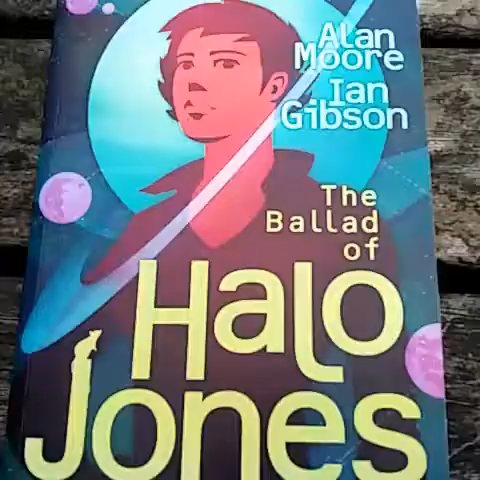 Alan
Moore
Ian
Gibson
The
Ballad
of
Halo
Jones